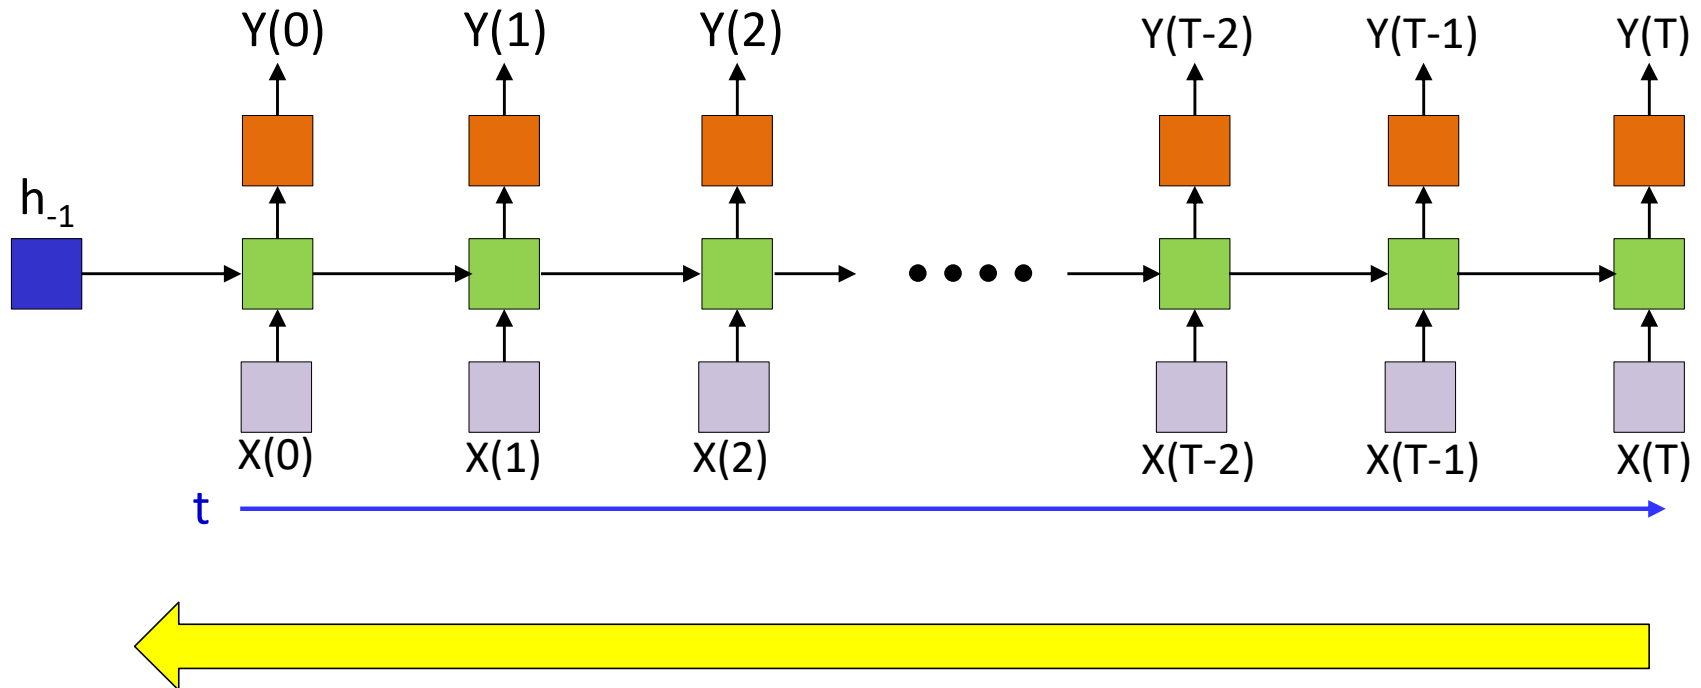 Y(0) Y(1) Y(2) Y(T-2) Y(T-1) Y(T)
h-1
X(0) X(1) X(2) X(T-2) X(T-1) X(T)
t